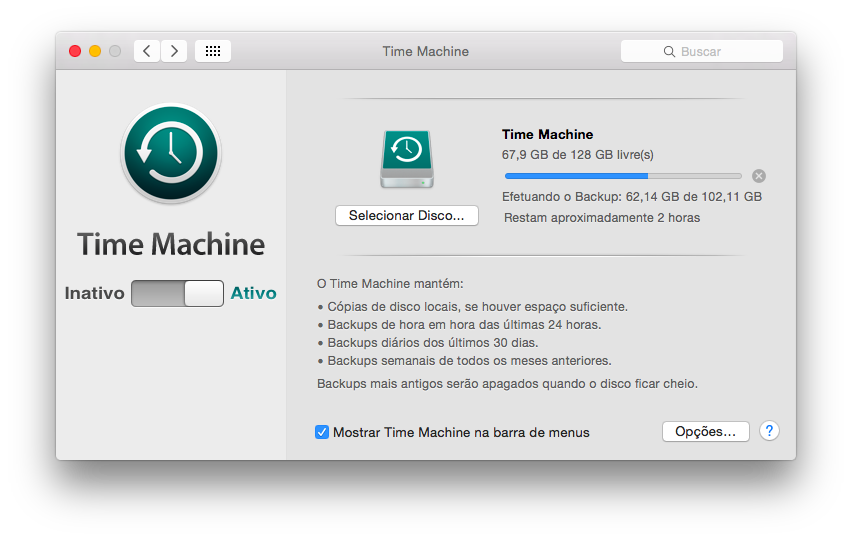 Time Machine
Buscar
Time Machine
Inativo
Ativo
Time Machine
67,9 GB de 128 GB livre(s)
Efetuando o Backup: 62,14 GB de 102,11 GB
Restam aproximadamente 2 horas
Selecionar Disco...
O Time Machine mantém:
• Cópias de disco locais, se houver espaço suficiente.
• Backups de hora em hora das últimas 24 horas.
• Backups diários dos últimos 30 dias.
• Backups semanais de todos os meses anteriores.
Backups mais antigos serão apagados quando o disco ficar cheio.
Mostrar Time Machine na barra de menus
Opções...
?